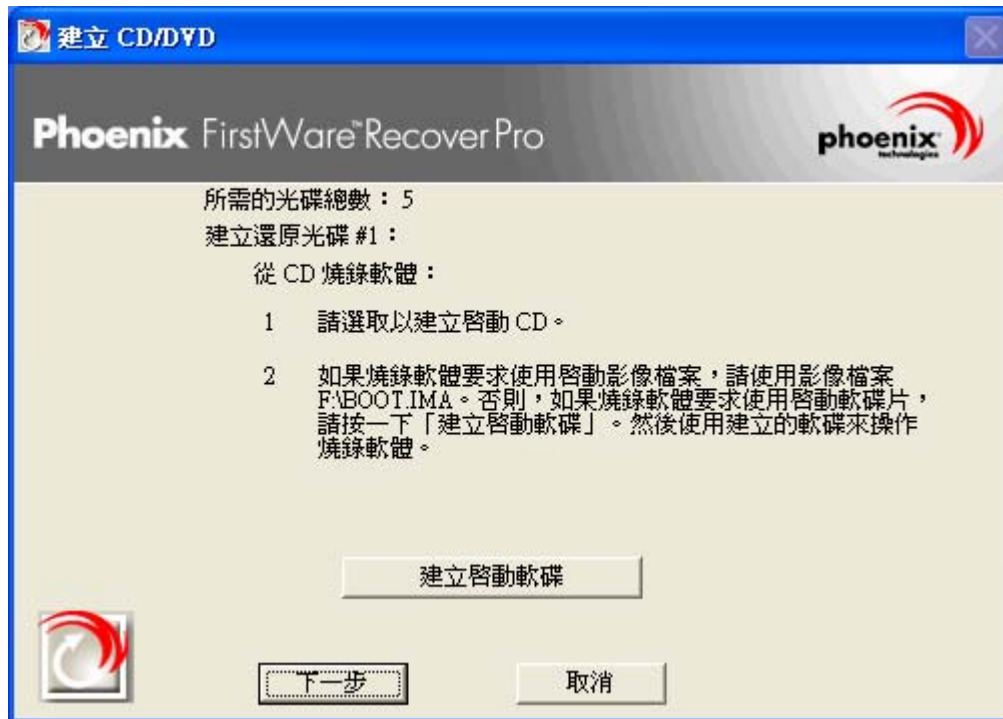 建立 CD/DVD
Phoenix FirstWare™ Recover Pro
phoenix
technologies
所需的光碟總數：5
建立還原光碟 #1：
從 CD 燒錄軟體：
1 請選取以建立啓動 CD。
2 如果燒錄軟體要求使用啓動影像檔案，請使用影像檔案
F:\BOOT.IMA。否則，如果燒錄軟體要求使用啓動軟碟片，
請按一下「建立啓動軟碟」。然後使用建立的軟碟來操作
燒錄軟體。
建立啓動軟碟
下一步
取消